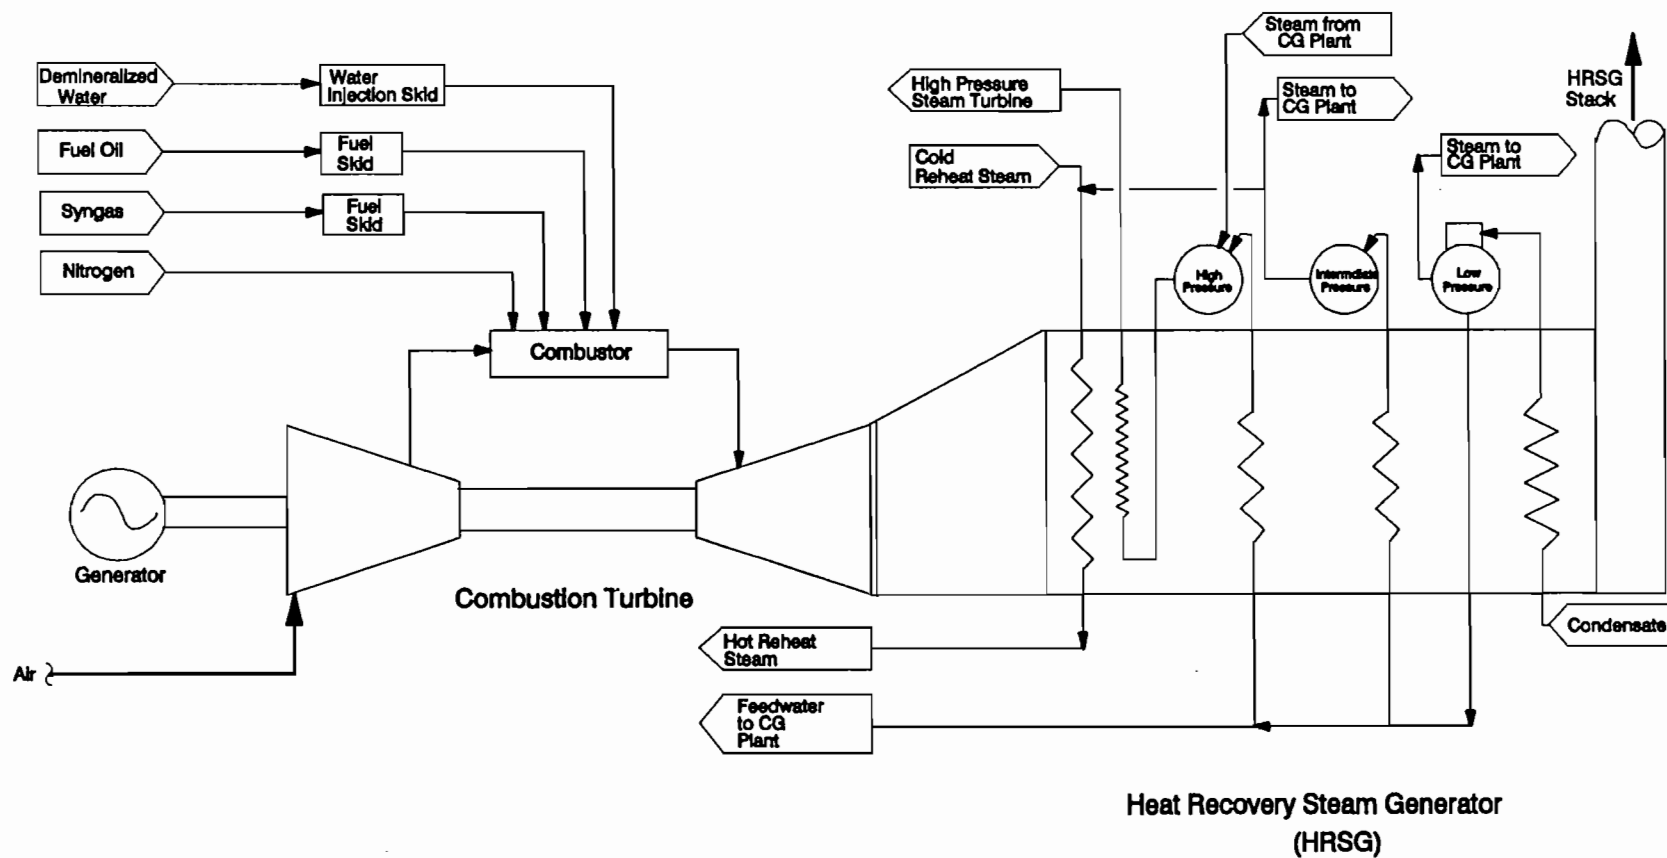 Demineralized
Water
Water
Injection Skid
Fuel Oil
Fuel
Skid
Syngas
Fuel
Skid
Nitrogen
Combustor
Generator
Combustion Turbine
Air
High Pressure
Steam Turbine
Cold
Reheat Steam
Steam from
CG Plant
Steam to
CG Plant
Steam to
CG Plant
HRSG
Stack
High
Pressure
Intermdiate
Pressure
Low
Pressure
Hot Reheat
Steam
Feedwater
to CG
Plant
Condensate
Heat Recovery Steam Generator
(HRSG)